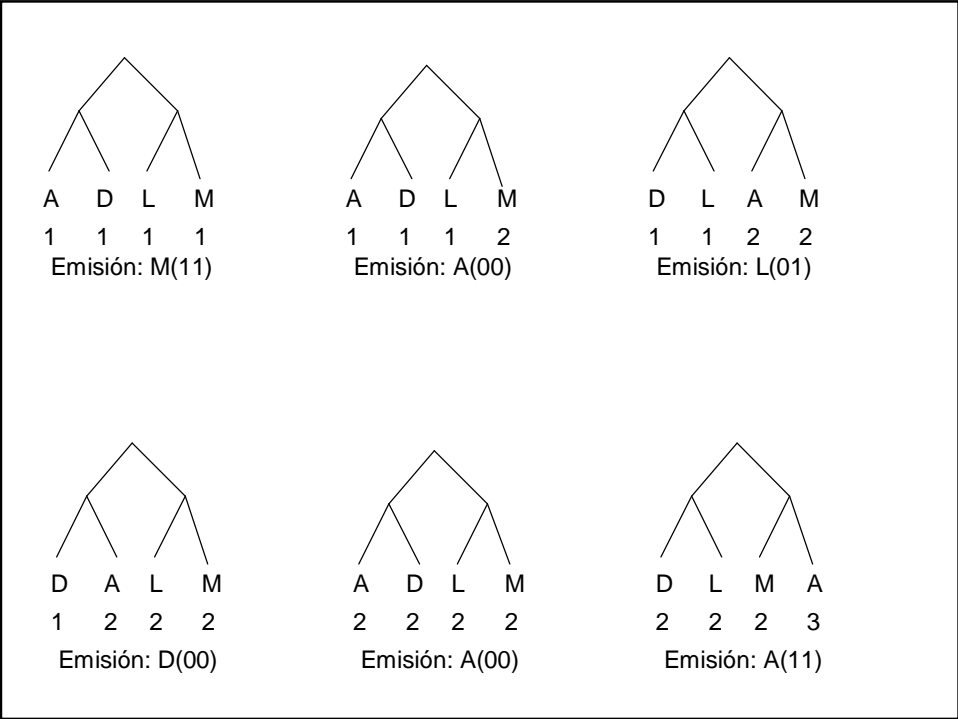 A D L M
1 1 1 1
Emisión: M(11)
A D L M
1 1 1 2
Emisión: A(00)
D L A M
1 1 2 2
Emisión: L(01)
D A L M
1 2 2 2
Emisión: D(00)
A D L M
2 2 2 2
Emisión: A(00)
D L M A
2 2 2 3
Emisión: A(11)